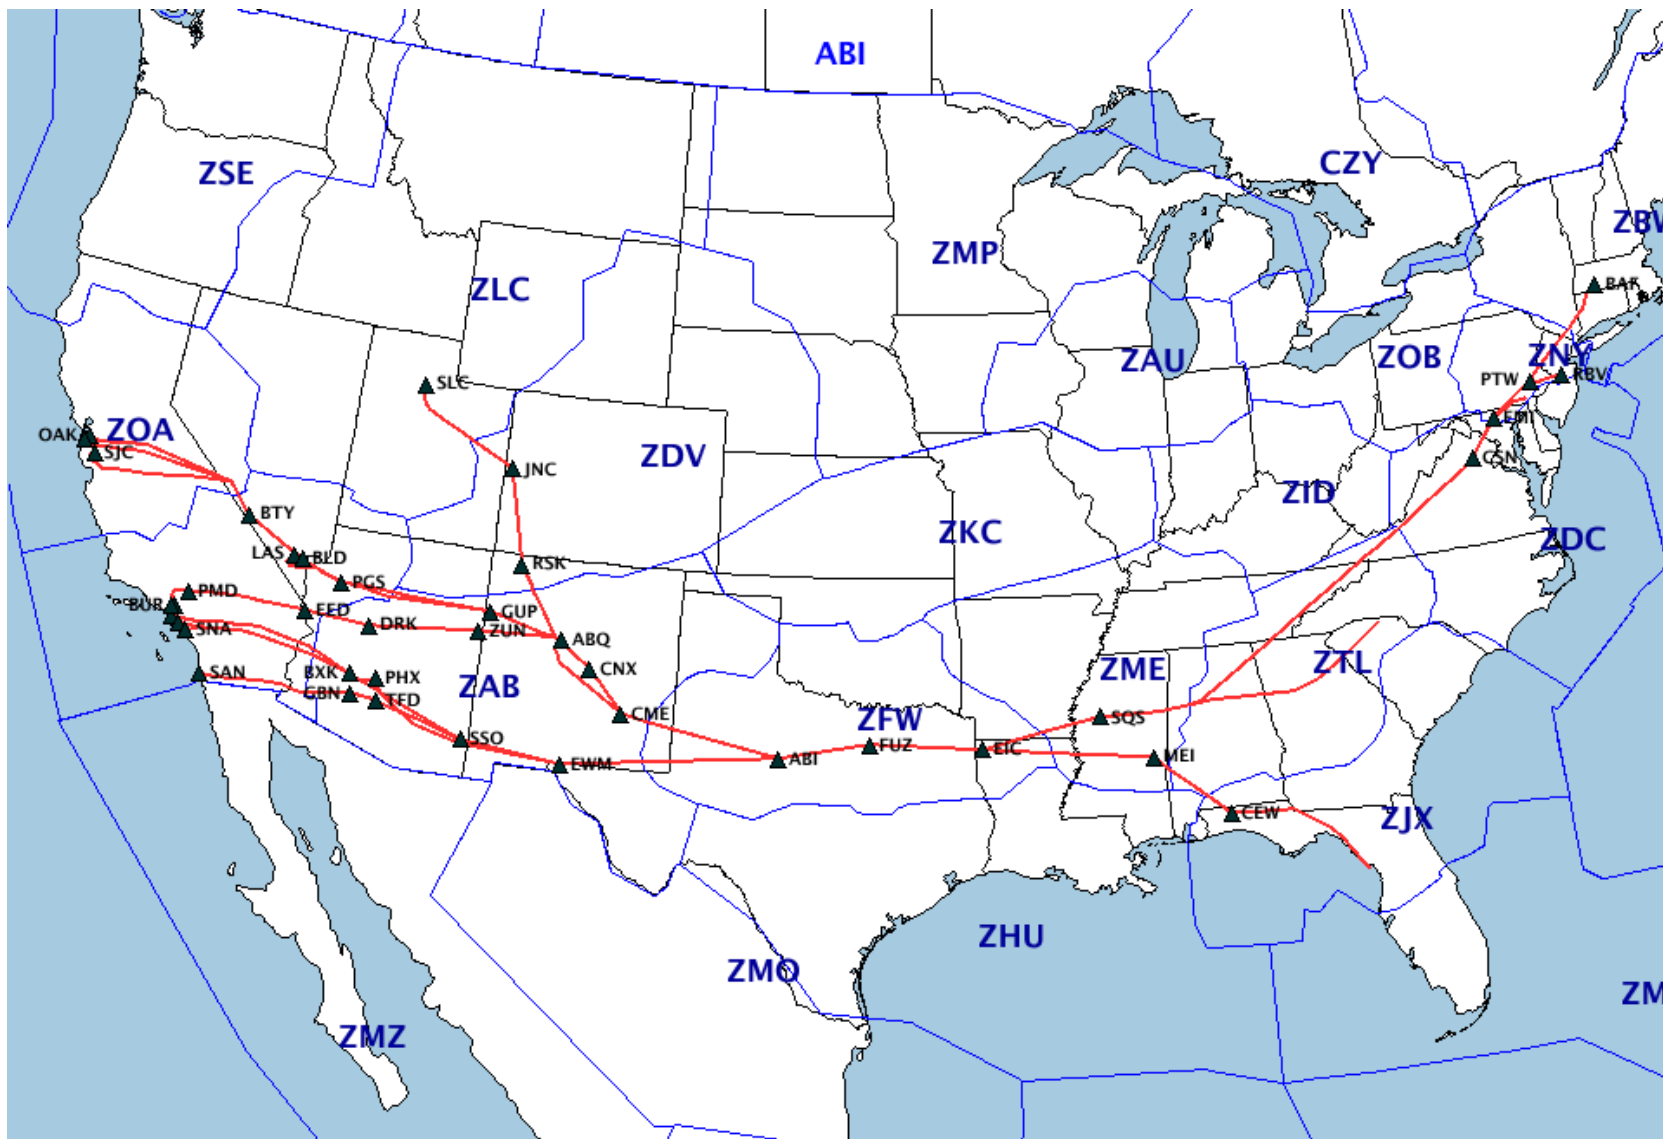 ABI
CZY
ZSE
ZBW
ZMP
BAF
ZLC
ZAU
ZOB
ZNY
RBV
PTW
SLC
EMI
OAK
ZOA
SJC
ZDV
CSN
JNC
ZID
BTY
ZKC
ZDC
LAS
BLD
RSK
PGS
PMD
BUR
EED
GUP
DRK
ZUN
SNA
ABQ
CNX
ZME
ZTL
SAN
BXK
PHX
ZAB
GBN
TFD
CME
SQS
ZFW
SSO
FUZ
EIC
EWM
ABI
MEI
CEW
ZJX
ZHU
ZMO
ZM
ZMZ